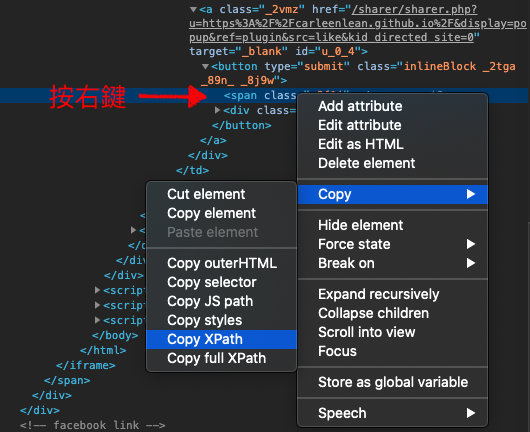 <a class="_2vmz" href="/sharer/sharer.php?
u=https%3A%2F%2Fcarleenlean.github.io%2F&display=po
pup&ref=plugin&src=like&kid_directed_site=0"
target="_blank" id="u_0_4">
<button type="submit" class="inlineBlock _2tga
_89n_ _8j9w">
按右鍵
<span class=
<div class=
</button>
</a>
</div>
</td>
Add attribute
Edit attribute
Edit as HTML
Delete element
Copy
Hide element
Force state
Break on
Expand recursively
Collapse children
Scroll into view
Focus
Store as global variable
Speech
Cut element
Copy element
Paste element
Copy outerHTML
Copy selector
Copy JS path
Copy styles
Copy XPath
Copy full XPath
</div>
<script
<script
<script
</body>
</html>
</iframe>
</span>
</div>
</div>
<!-- facebook link -->